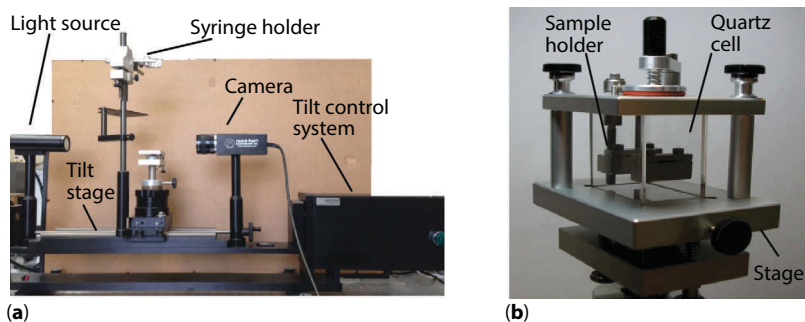 Light source
Syringe holder
Camera
Tilt control
system
Tilt
stage
(a)
Sample
holder
Quartz
cell
Stage
(b)